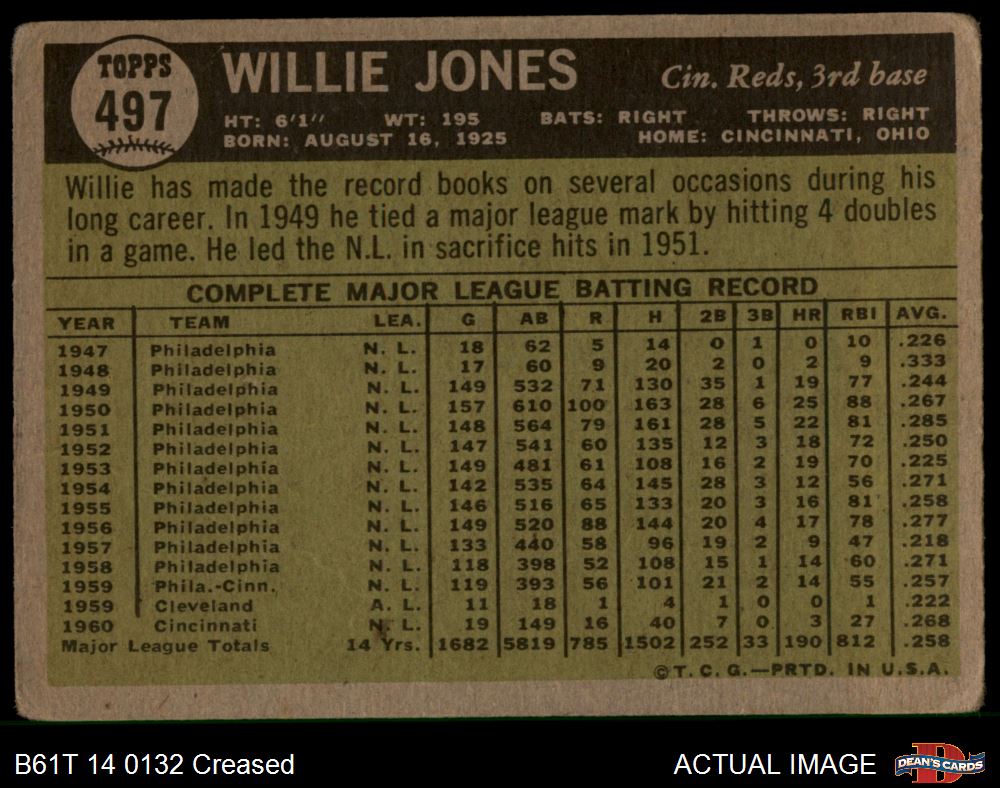 TOPPS
497
WILLIE JONES
Cin. Reds, 3rd base
HT: 6'1" WT: 195 BATS: RIGHT THROWS: RIGHT
BORN: AUGUST 16, 1925 HOME: CINCINNATI, OHIO
Willie has made the record books on several occasions during his
long career. In 1949 he tied a major league mark by hitting 4 doubles
in a game. He led the N.L. in sacrifice hits in 1951.
COMPLETE MAJOR LEAGUE BATTING RECORD
YEAR TEAM LEA. G AB R H 2B 3B HR RBI AVG.
1947 Philadelphia N. L. 18 62 5 14 0 1 0 10 .226
1948 Philadelphia N. L. 17 60 9 20 2 0 2 9 .333
1949 Philadelphia N. L. 149 532 71 130 35 1 19 77 .244
1950 Philadelphia N. L. 157 610 100 163 28 6 25 88 .267
1951 Philadelphia N. L. 148 564 79 161 28 5 22 81 .285
1952 Philadelphia N. L. 147 541 60 135 12 3 18 72 .250
1953 Philadelphia N. L. 149 481 61 108 16 2 19 70 .225
1954 Philadelphia N. L. 142 535 64 145 28 3 12 56 .271
1955 Philadelphia N. L. 146 516 65 133 20 3 16 81 .258
1956 Philadelphia N. L. 149 520 88 144 20 4 17 78 .277
1957 Philadelphia N. L. 133 440 58 96 19 2 9 47 .218
1958 Philadelphia N. L. 118 398 52 108 15 1 14 60 .271
1959 Phila.-Cinn. N. L. 119 393 56 101 21 2 14 55 .257
1959 Cleveland A. L. 11 18 1 4 1 0 0 1 .222
1960 Cincinnati N. L. 19 149 16 40 7 0 3 27 .268
Major League Totals 14 Yrs. 1682 5819 785 1502 252 33 190 812 .258
© T. C. G.—PRTD. IN U.S.A.
B61T 14 0132 Creased
ACTUAL IMAGE
DEAN'S CARDS